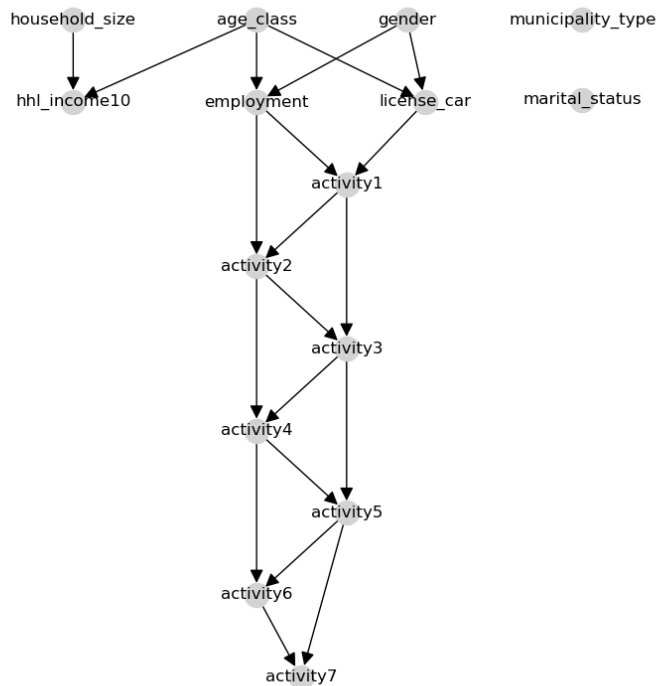 household_size age_class gender municipality_type
hhl_income10 employment license_car marital_status
activity1
activity2
activity3
activity4
activity5
activity6
activity7